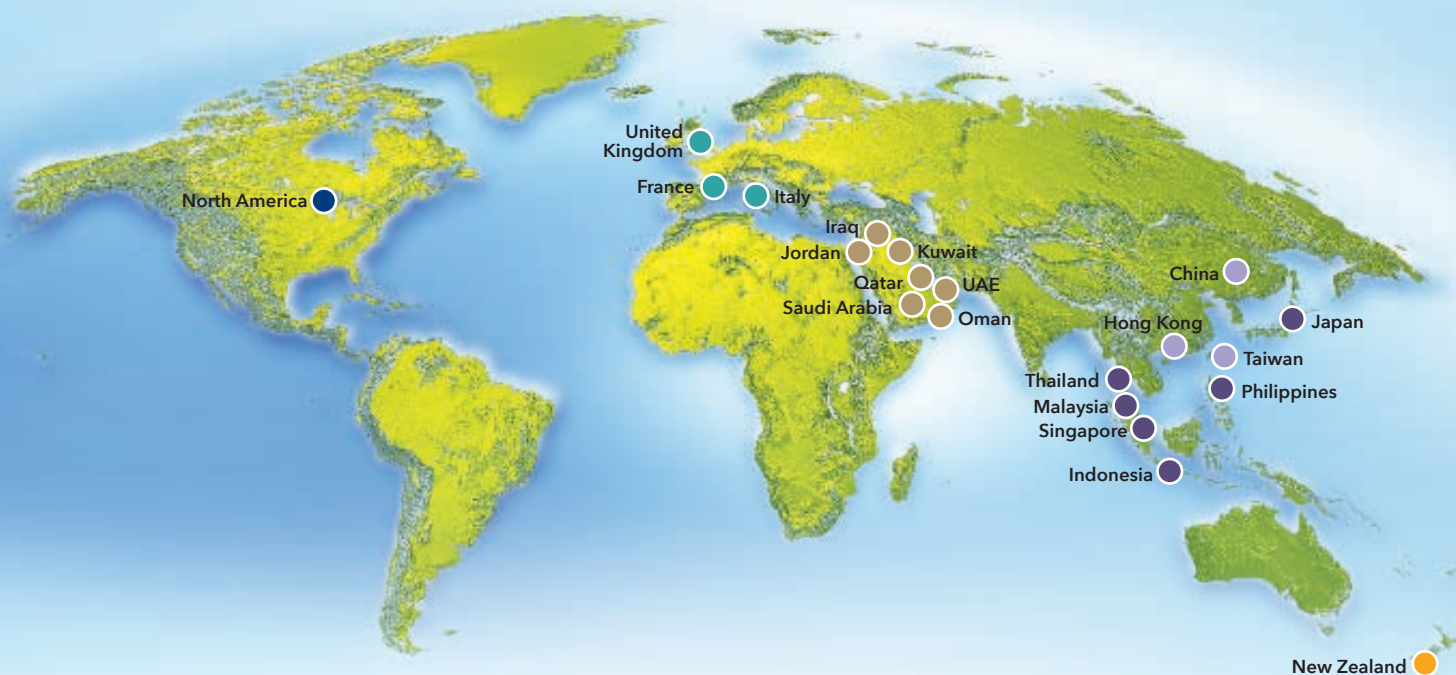 United
Kingdom
North America
France
Italy
Iraq
Jordan
Kuwait
Qatar
UAE
Saudi Arabia
Oman
China
Hong Kong
Japan
Taiwan
Thailand
Philippines
Malaysia
Singapore
Indonesia
New Zealand